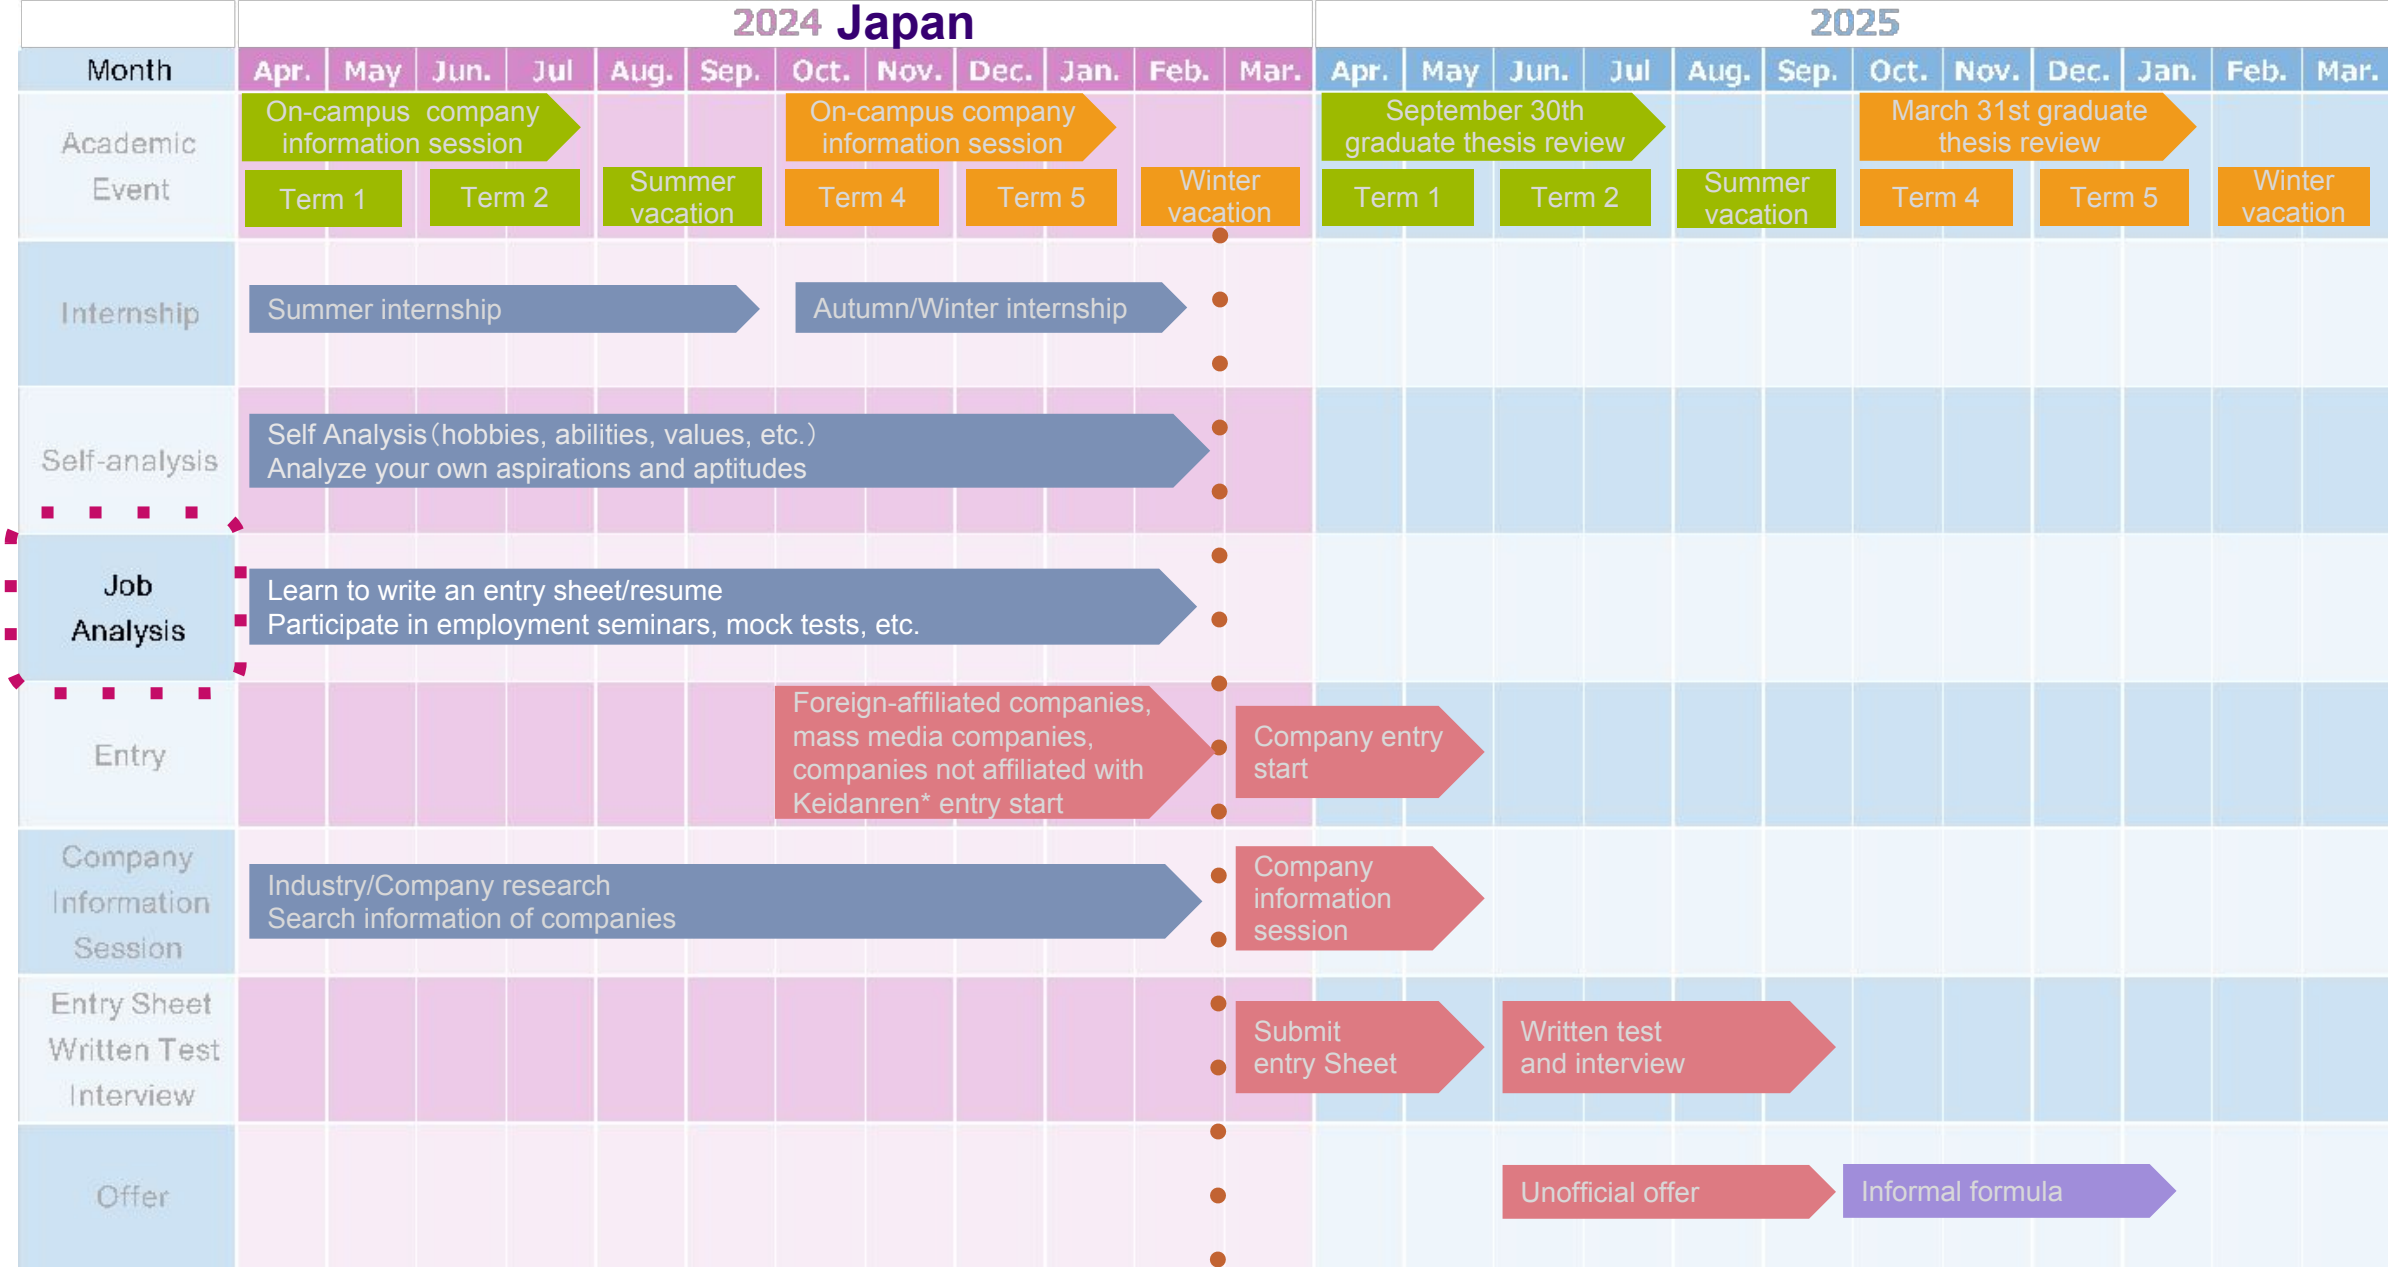 2024 Japan
2025
Month
Apr. May Jun. Jul Aug. Sep. Oct. Nov. Dec. Jan. Feb. Mar. Apr. May Jun. Jul Aug. Sep. Oct. Nov. Dec. Jan. Feb. Mar.
Academic
Event
On-campus company
information session
On-campus company
information session
September 30th
graduate thesis review
March 31st graduate
thesis review
Term 1
Term 2
Summer
vacation
Term 4
Term 5
Winter
vacation
Term 1
Term 2
Summer
vacation
Term 4
Term 5
Winter
vacation
Internship
Summer internship
Autumn/Winter internship
Self-analysis
Self Analysis（hobbies, abilities, values, etc.）
Analyze your own aspirations and aptitudes
Job
Analysis
Learn to write an entry sheet/resume
Participate in employment seminars, mock tests, etc.
Entry
Foreign-affiliated companies,
mass media companies,
companies not affiliated with
Keidanren* entry start
Company entry
start
Company
Information
Session
Industry/Company research
Search information of companies
Company
information
session
Entry Sheet
Written Test
Interview
Submit
entry Sheet
Written test
and interview
Offer
Unofficial offer
Informal formula